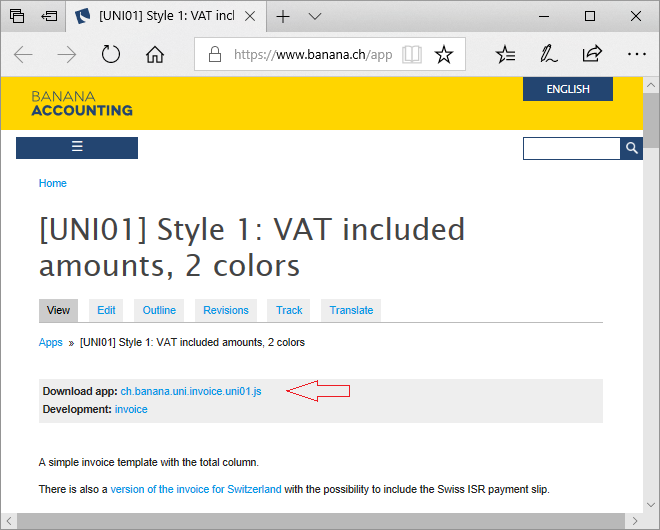 [UNI01] Style 1: VAT incl
https://www.banana.ch/app
BANANA
ACCOUNTING
ENGLISH
Home
[UNI01] Style 1: VAT included
amounts, 2 colors
View Edit Outline Revisions Track Translate
Apps » [UNI01] Style 1: VAT included amounts, 2 colors
Download app: ch.banana.uni.invoice.uni01.js
Development: invoice
A simple invoice template with the total column.
There is also a version of the invoice for Switzerland with the possibility to include the Swiss ISR payment slip.